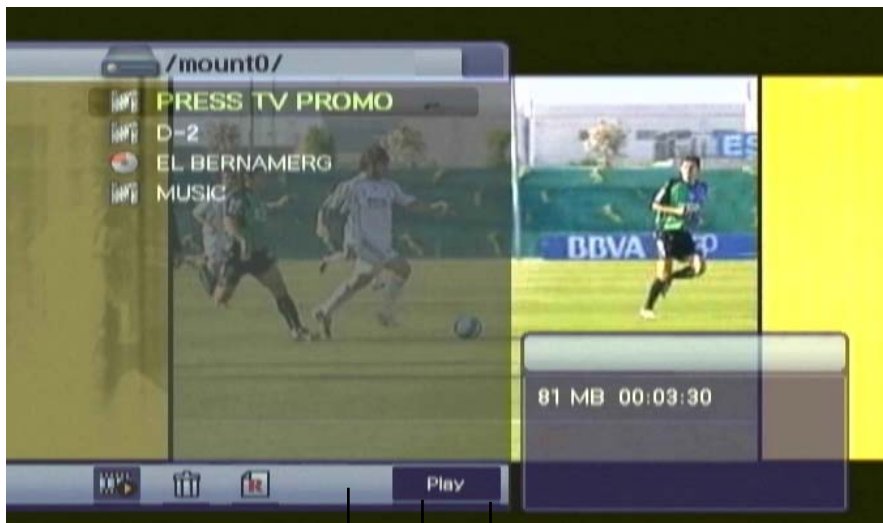 /mount0/
PRESS TV PROMO
D-2
EL BERNAMERG
MUSIC
BBVA
81 MB 00:03:30
R
Play